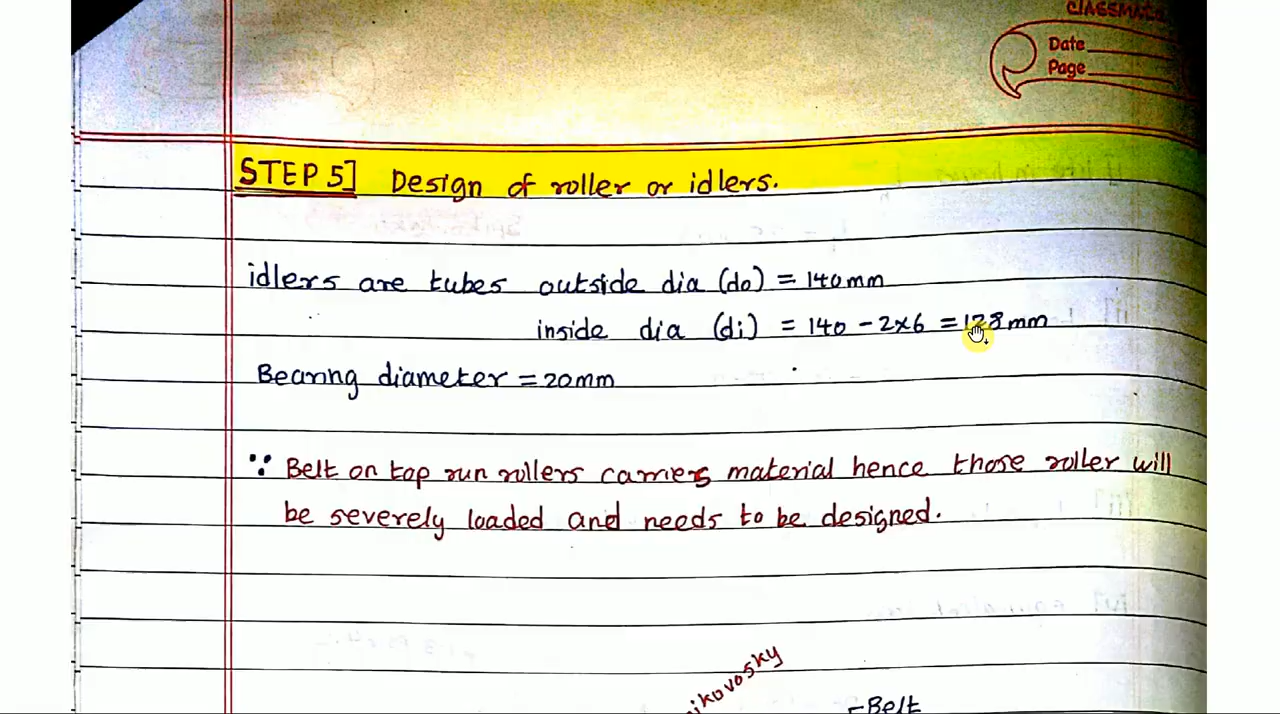 CLASSMATE
Date
Page
STEP 5] Design of roller or idlers.
idlers are tubes outside dia (do) = 140mm
inside dia (di) = 140 - 2×6 = 128mm
Bearing diameter = 20mm
∵ Belt on top run rollers carries material hence those roller will
be severely loaded and needs to be designed.
Belt